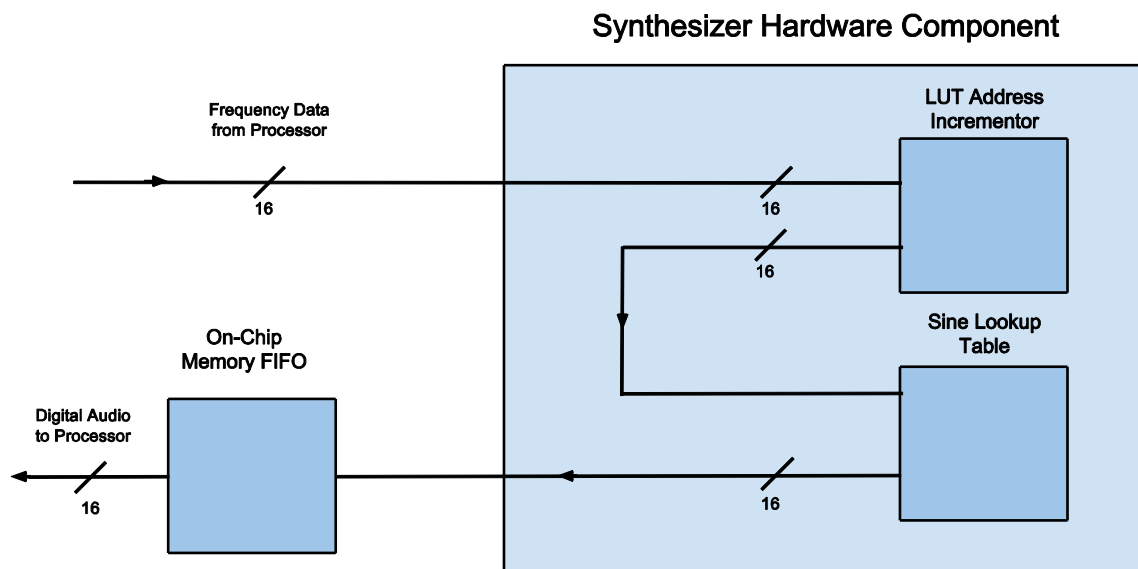 Synthesizer Hardware Component
Frequency Data
from Processor
16
LUT Address
Incrementor
16
16
On-Chip
Memory FIFO
Sine Lookup
Table
Digital Audio
to Processor
16
16